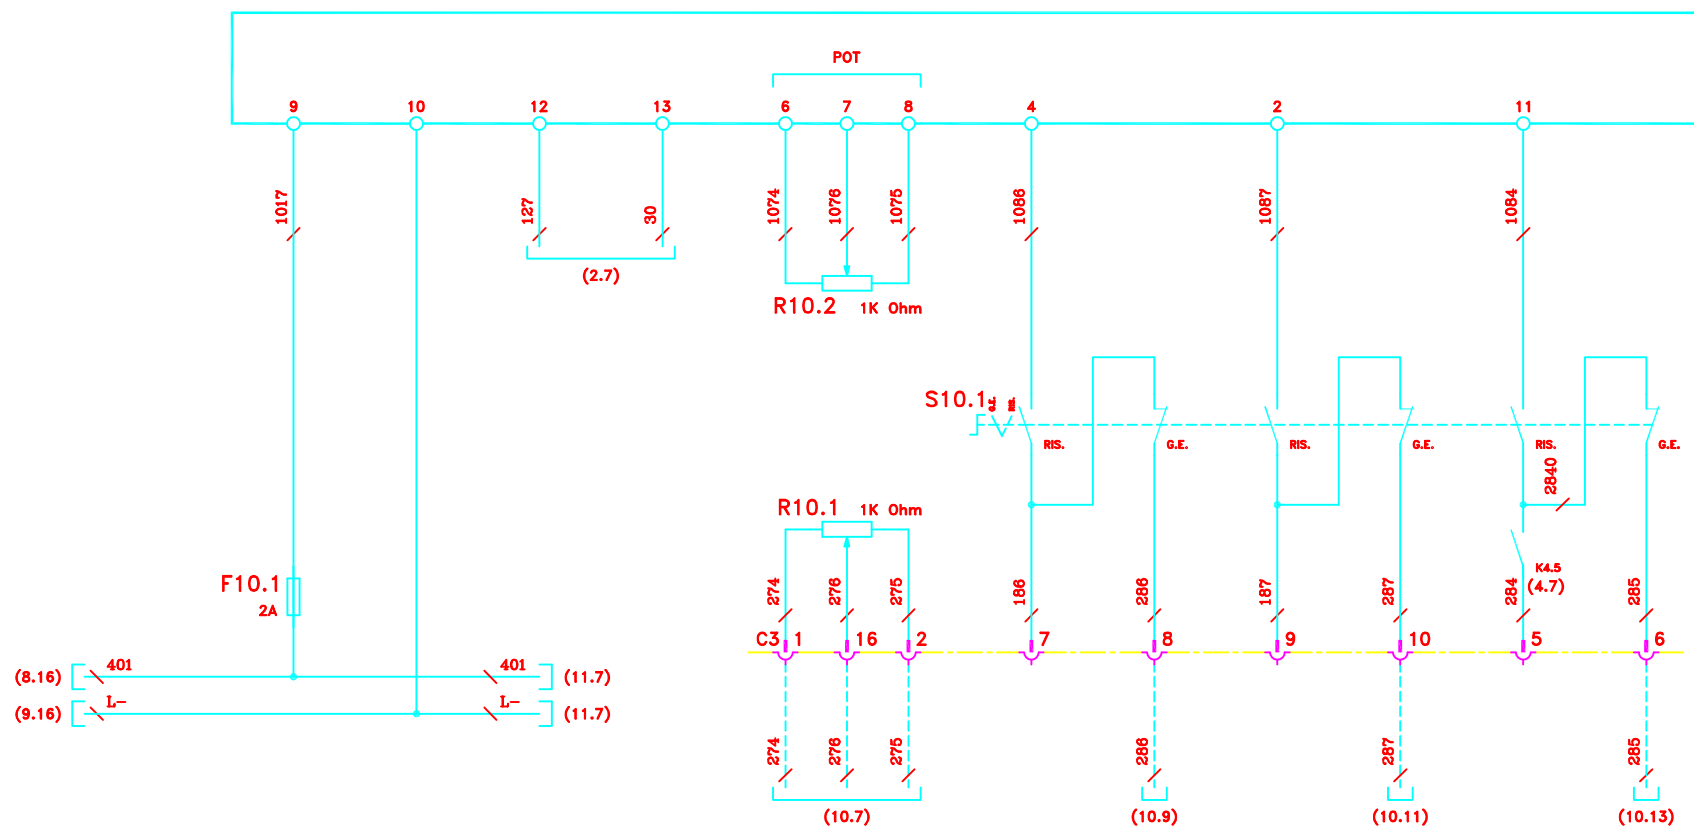 POT
9 10 12 13 6 7 8 4 2 11
1017 127 30 1074 1076 1075 1086 1087 1084
(2.7)
R10.2 1K Ohm
S10.1 G.E. RIS.
RIS. G.E. RIS. G.E. RIS. G.E.
2840
R10.1 1K Ohm
F10.1
2A
K4.5
(4.7)
274 276 275 186 286 187 287 284 285
C3 1 16 2 7 8 9 10 5 6
(8.16) 401 401 (11.7)
(9.16) L- L- (11.7)
274 276 275 286 287 285
(10.7) (10.9) (10.11) (10.13)